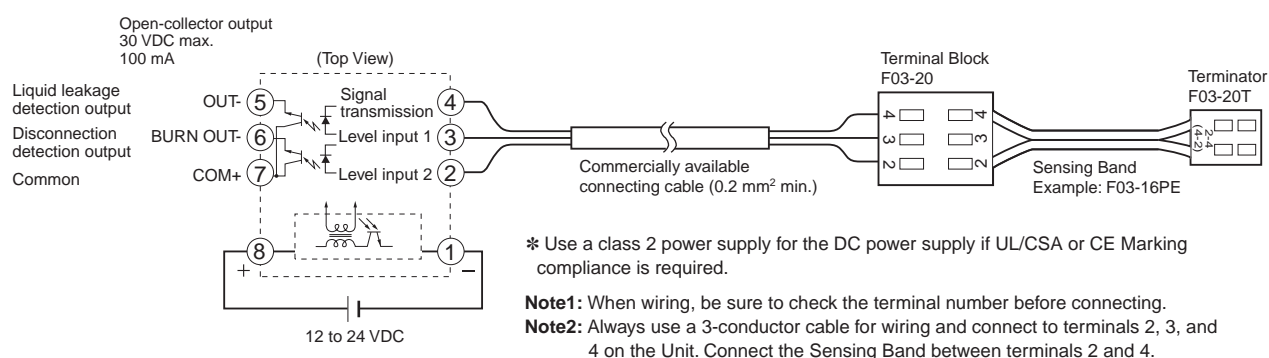 Open-collector output
30 VDC max.
100 mA
(Top View)
Liquid leakage
detection output
OUT- 5
Signal
transmission
4
Disconnection
detection output
BURN OUT- 6
Level input 1 3
Common
COM+ 7
Level input 2 2
8
1
+
−
12 to 24 VDC
Commercially available
connecting cable (0.2 mm² min.)
Terminal Block
F03-20
4 4
3 3
2 2
Sensing Band
Example: F03-16PE
Terminator
F03-20T
2-4
(4-2)
✻ Use a class 2 power supply for the DC power supply if UL/CSA or CE Marking
compliance is required.
Note1: When wiring, be sure to check the terminal number before connecting.
Note2: Always use a 3-conductor cable for wiring and connect to terminals 2, 3, and
4 on the Unit. Connect the Sensing Band between terminals 2 and 4.